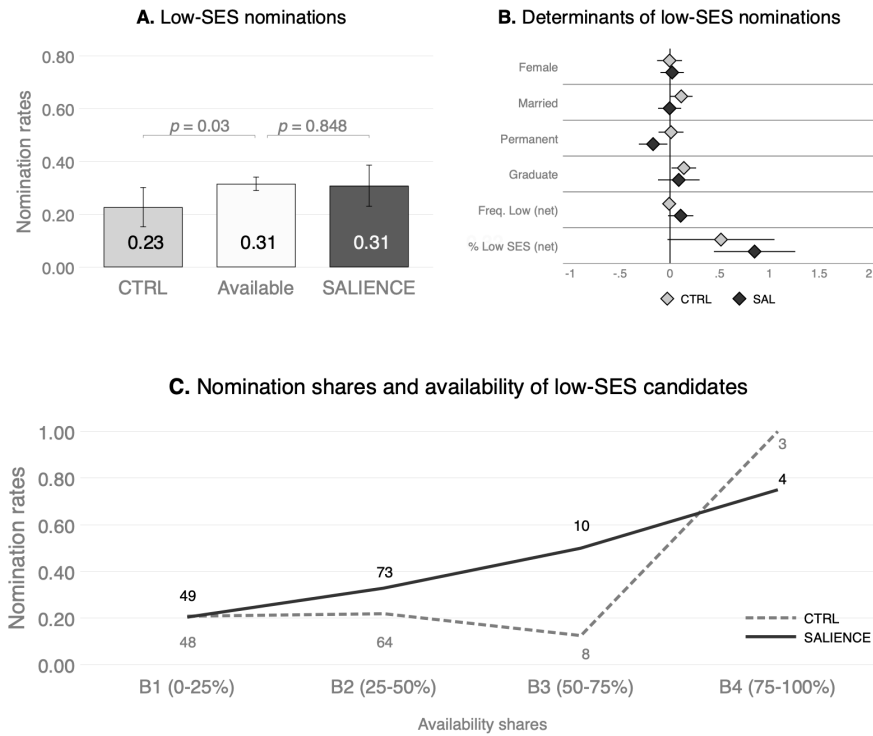 A. Low-SES nominations
Nomination rates
0.80
0.60
0.40
0.20
0.00
p = 0.03
p = 0.848
0.23
0.31
0.31
CTRL
Available
SALIENCE
B. Determinants of low-SES nominations
Female
Married
Permanent
Graduate
Freq. Low (net)
% Low SES (net)
-1
-.5
0
.5
1
1.5
2
CTRL
SAL
C. Nomination shares and availability of low-SES candidates
Nomination rates
1.00
0.80
0.60
0.40
0.20
0.00
49
48
73
64
10
8
3
4
CTRL
SALIENCE
B1 (0-25%)
B2 (25-50%)
B3 (50-75%)
B4 (75-100%)
Availability shares